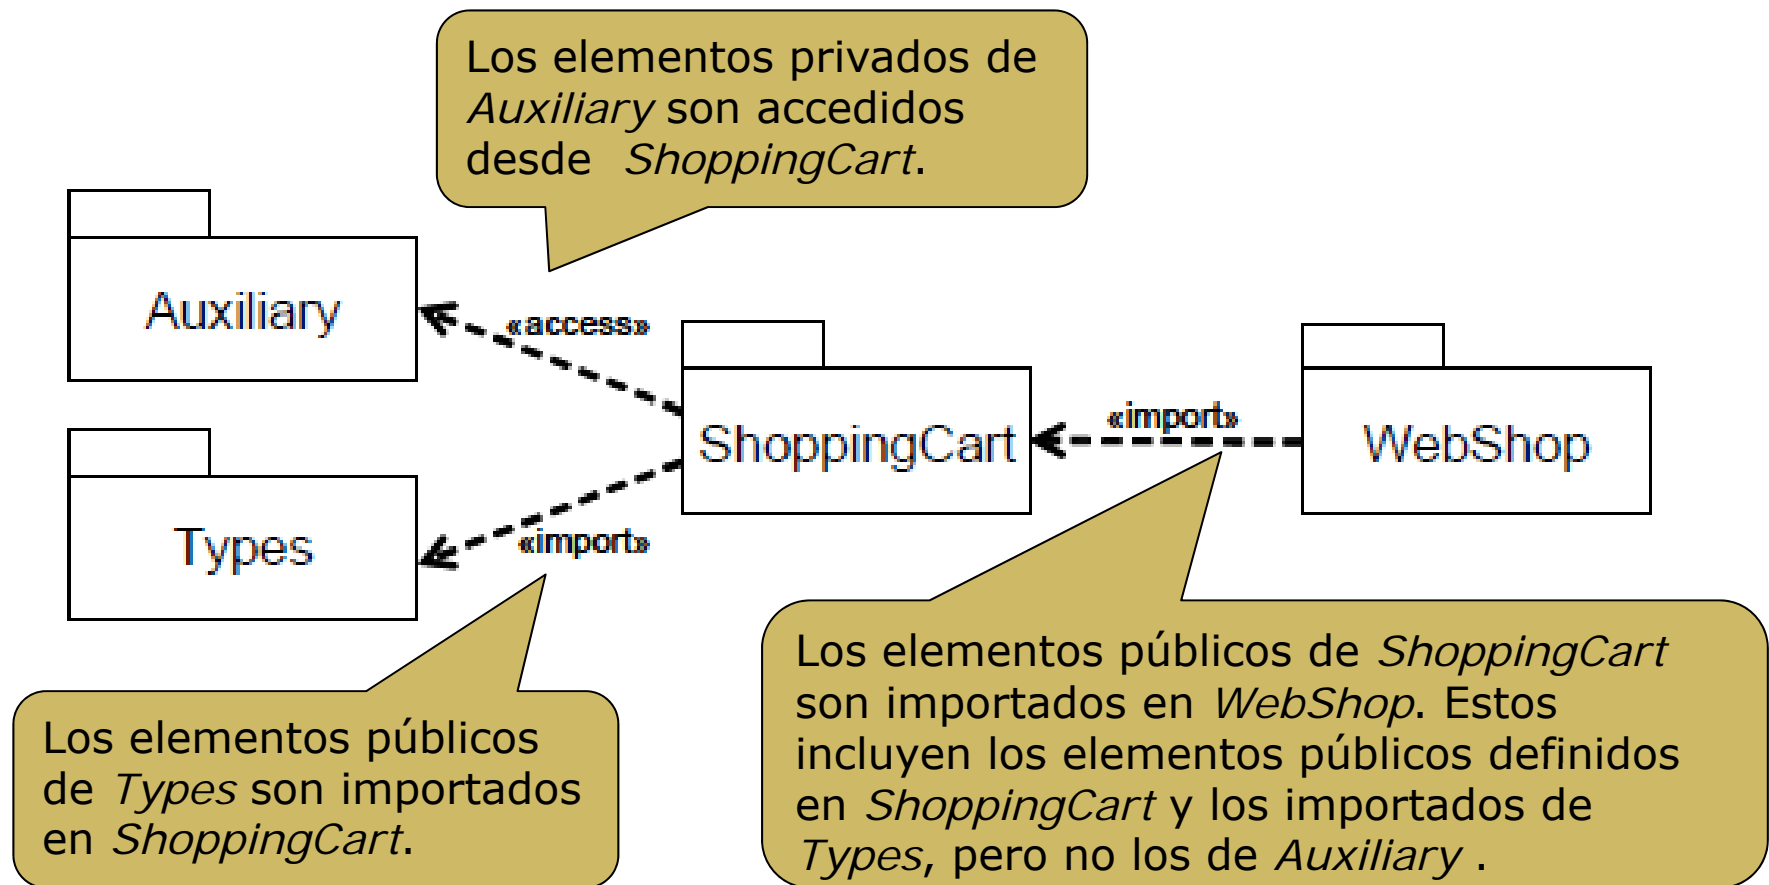 Los elementos privados de
Auxiliary son accedidos
desde ShoppingCart.
Auxiliary
«access»
ShoppingCart
«import»
WebShop
Types
«import»
Los elementos públicos
de Types son importados
en ShoppingCart.
Los elementos públicos de ShoppingCart
son importados en WebShop. Estos
incluyen los elementos públicos definidos
en ShoppingCart y los importados de
Types, pero no los de Auxiliary .